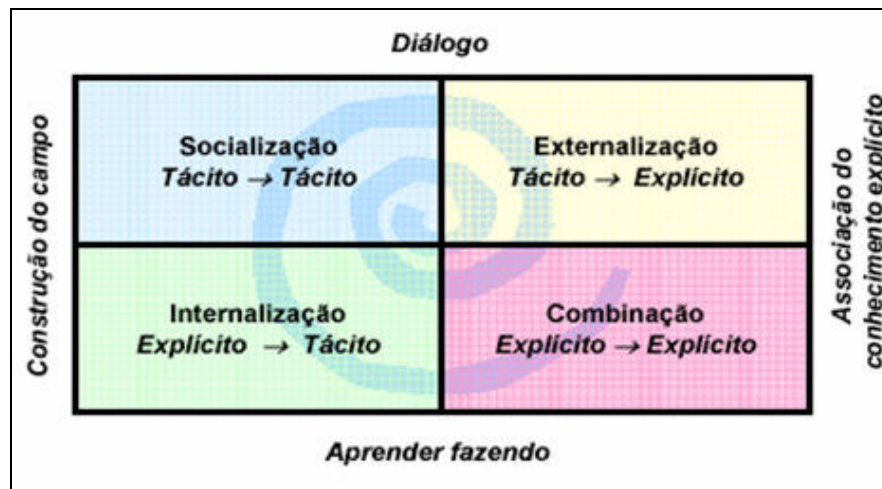 Diálogo
Construção do campo
Socialização
Tácito → Tácito
Externalização
Tácito → Explícito
Associação do
conhecimento explícito
Internalização
Explícito → Tácito
Combinação
Explícito → Explícito
Aprender fazendo